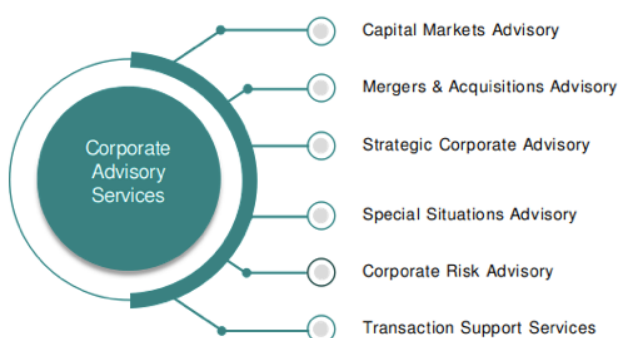 Capital Markets Advisory
Mergers & Acquisitions Advisory
Corporate
Advisory
Services
Strategic Corporate Advisory
Special Situations Advisory
Corporate Risk Advisory
Transaction Support Services